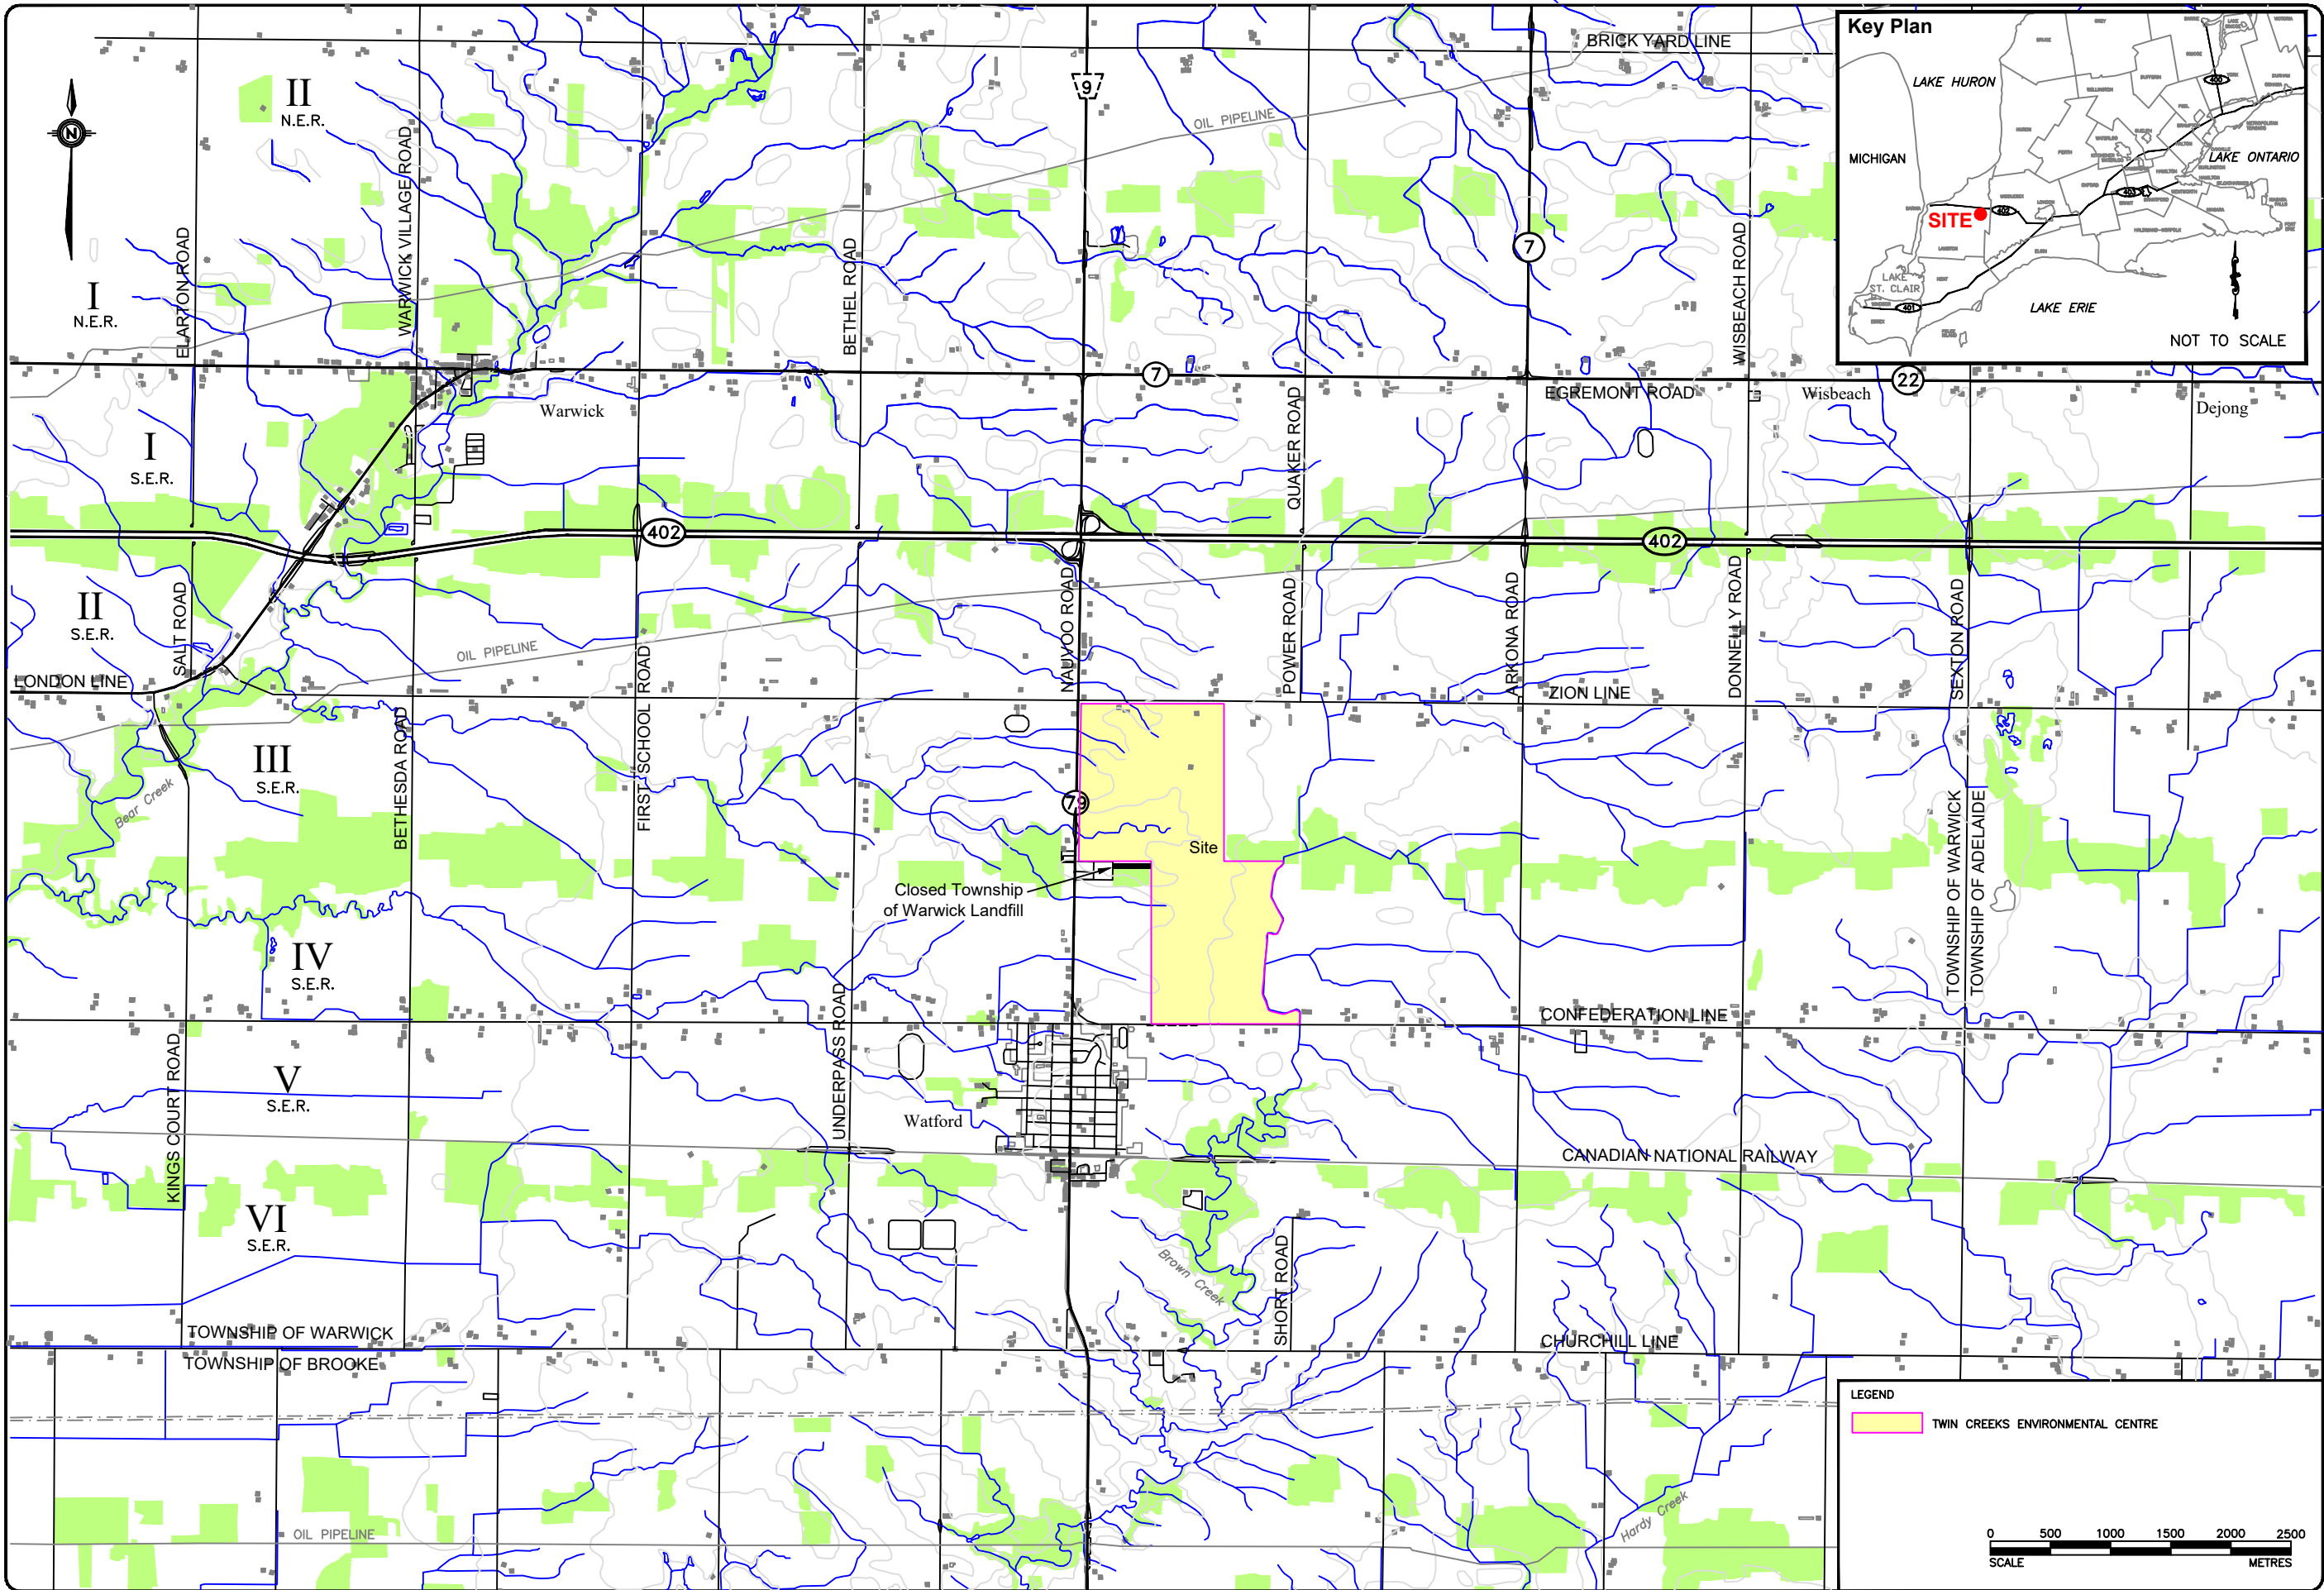 BRICK YARD LINE
Key Plan
LAKE HURON
MICHIGAN
LAKE ONTARIO
SITE
400
402
403
401
LAKE
ST. CLAIR
LAKE ERIE
NOT TO SCALE
N
II
N.E.R.
9
OIL PIPELINE
WARWICK VILLAGE ROAD
ELARTON ROAD
BETHEL ROAD
7
WISBEACH ROAD
I
N.E.R.
7
22
EGREMONT ROAD
Wisbeach
Dejong
Warwick
QUAKER ROAD
I
S.E.R.
402
402
II
S.E.R.
SALT ROAD
OIL PIPELINE
FIRST SCHOOL ROAD
NAUVOO ROAD
POWER ROAD
ARKONA ROAD
DONNELLY ROAD
SEXTON ROAD
LONDON LINE
ZION LINE
III
S.E.R.
BETHESDA ROAD
Bear Creek
79
Site
Closed Township
of Warwick Landfill
TOWNSHIP OF WARWICK
TOWNSHIP OF ADELAIDE
IV
S.E.R.
CONFEDERATION LINE
UNDERPASS ROAD
KINGS COURT ROAD
V
S.E.R.
Watford
CANADIAN NATIONAL RAILWAY
VI
S.E.R.
Brown Creek
SHORT ROAD
TOWNSHIP OF WARWICK
TOWNSHIP OF BROOKE
CHURCHILL LINE
LEGEND
TWIN CREEKS ENVIRONMENTAL CENTRE
Hardy Creek
OIL PIPELINE
0 500 1000 1500 2000 2500
SCALE METRES